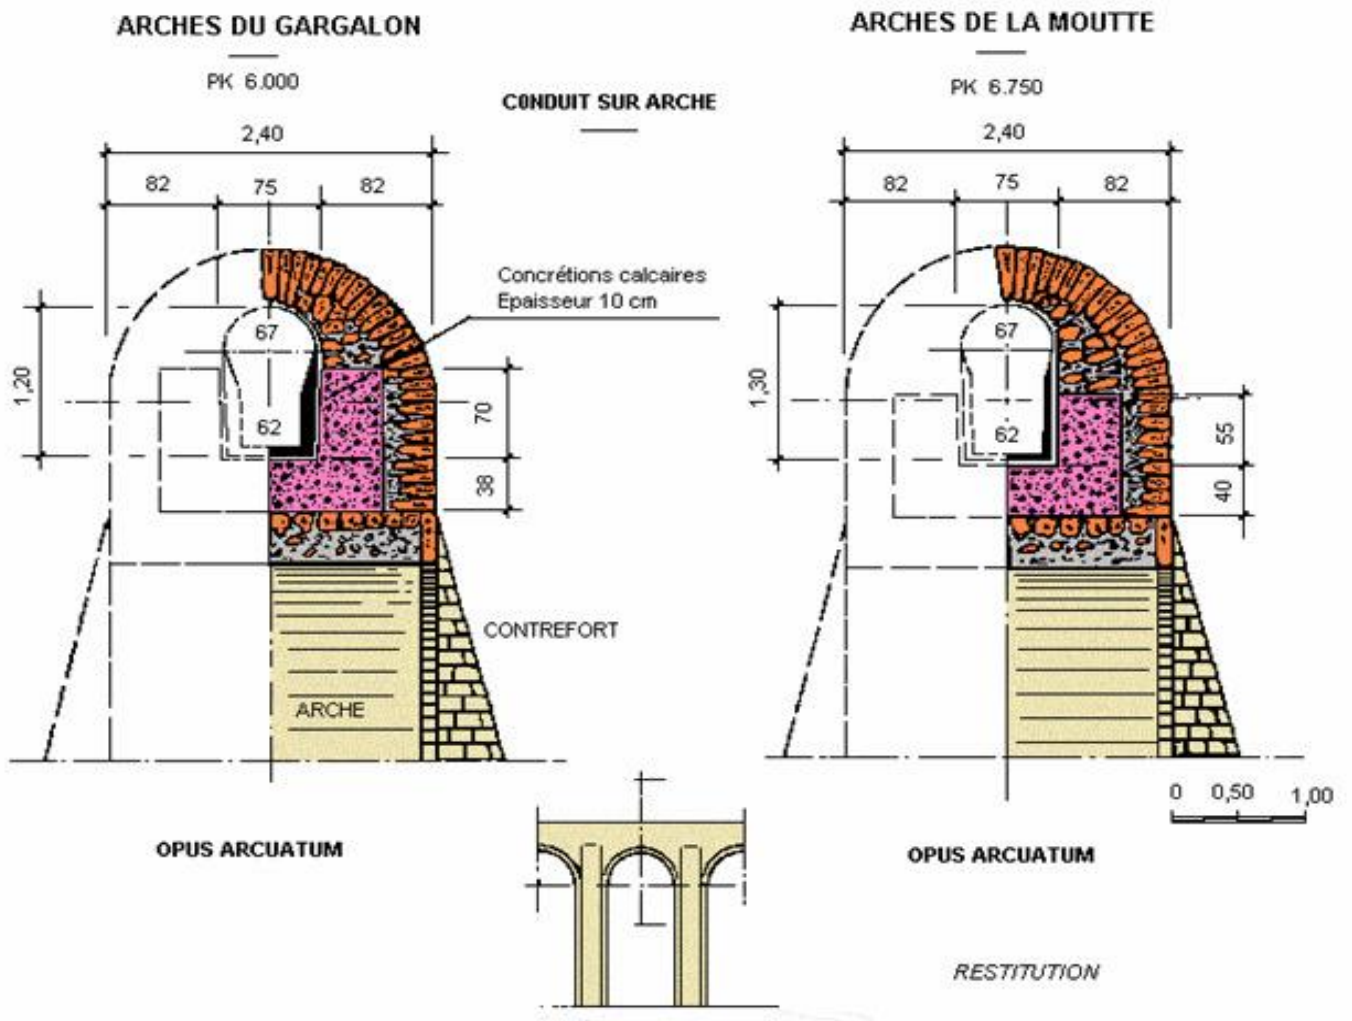 ARCHES DU GARGALON
PK 6.000
CONDUIT SUR ARCHE
ARCHES DE LA MOUTTE
PK 6.750
2,40
82
75
82
Concrétions calcaires
Epaisseur 10 cm
67
62
1,20
70
38
CONTREFORT
ARCHE
OPUS ARCUATUM
2,40
82
75
82
67
62
1,30
55
40
0 0,50 1,00
OPUS ARCUATUM
RESTITUTION